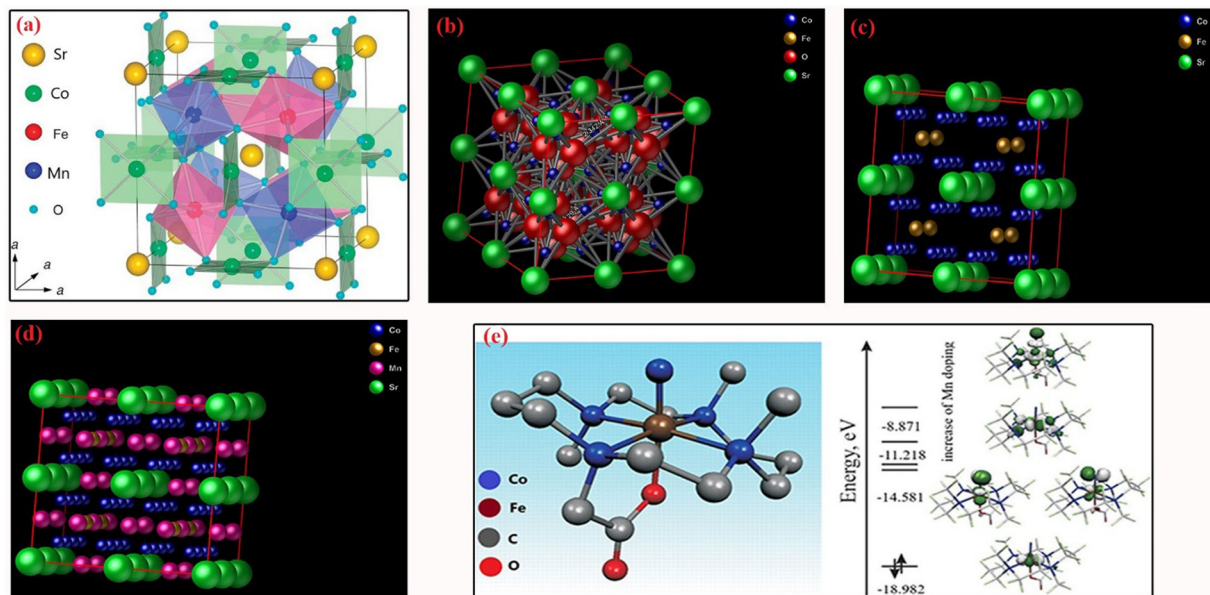 (a)
Sr
Co
Fe
Mn
O
a
a
a
(b)
Co
Fe
O
Sr
(c)
Co
Fe
Sr
(d)
Co
Fe
Mn
Sr
(e)
Co
Fe
C
O
Energy, eV
increase of Mn doping
-8.871
-11.218
-14.581
-18.982